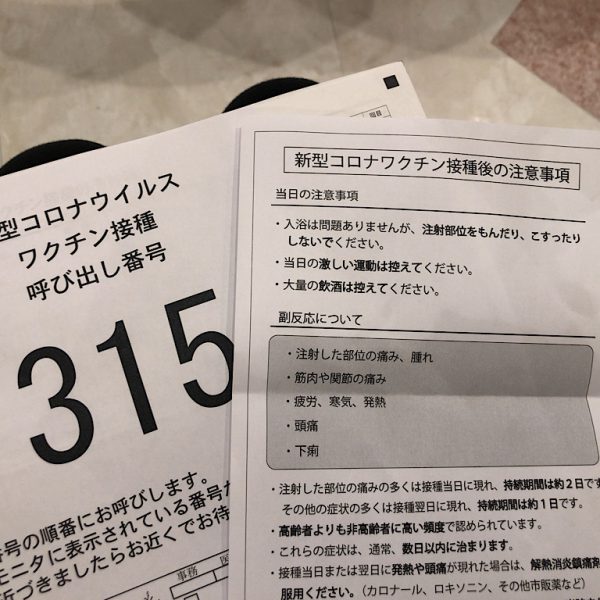 型コロナウイルス
ワクチン接種
呼び出し番号
315
番号の順番にお呼びします。
モニタに表示されている番号が
近づきましたらお近くでお待
事務
医
新型コロナワクチン接種後の注意事項
当日の注意事項
・入浴は問題ありませんが、注射部位をもんだり、こすったり
しないでください。
・当日の激しい運動は控えてください。
・大量の飲酒は控えてください。
副反応について
・注射した部位の痛み、腫れ
・筋肉や関節の痛み
・疲労、寒気、発熱
・頭痛
・下痢
・注射した部位の痛みの多くは接種当日に現れ、持続期間は約2日です
その他の症状の多くは接種翌日に現れ、持続期間は約1日です。
・高齢者よりも非高齢者に高い頻度で認められています。
・これらの症状は、通常、数日以内に治まります。
・接種当日または翌日に発熱や頭痛が現れた場合は、解熱消炎鎮痛剤
服用ください。（カロナール、ロキソニン、その他市販薬など）